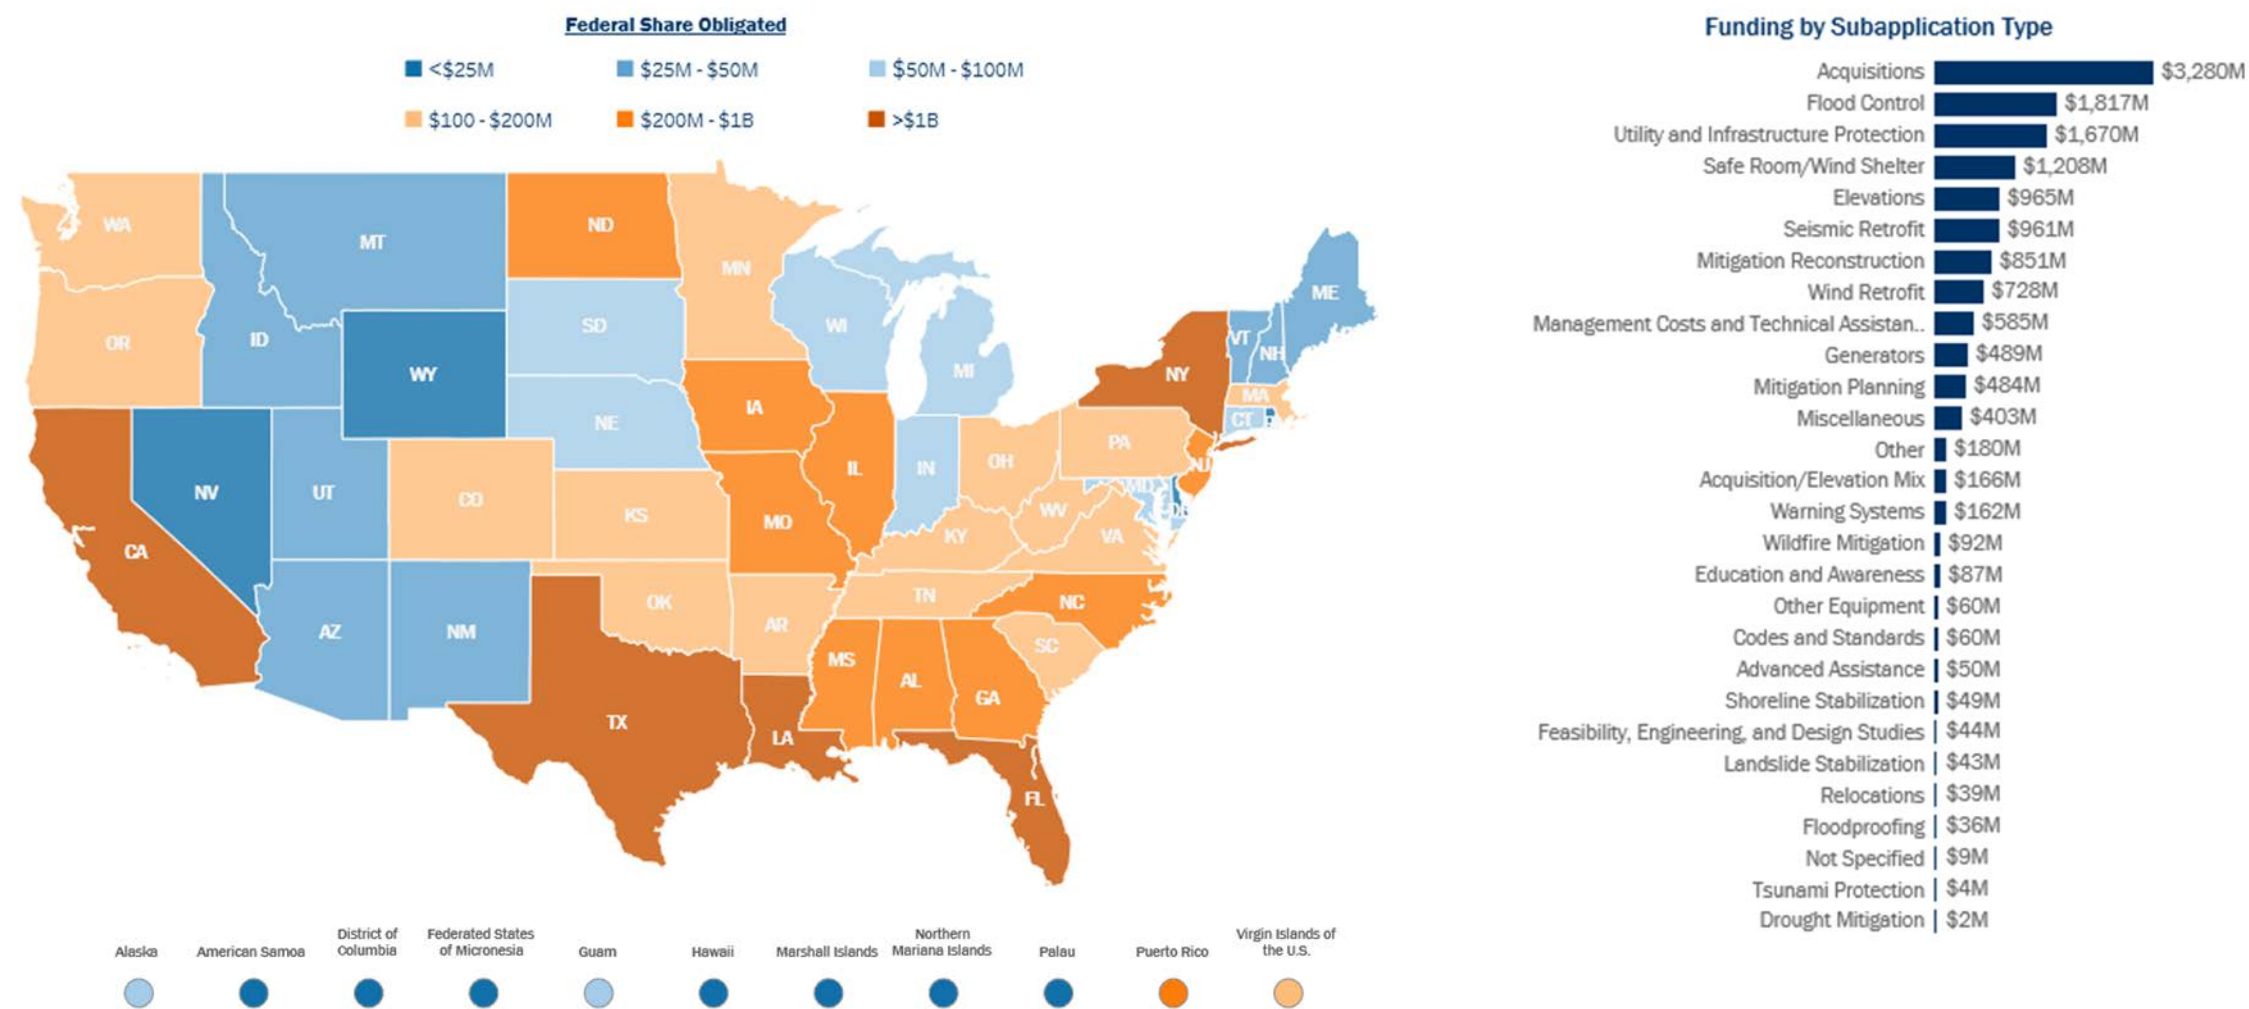 Federal Share Obligated
<$25M
$25M - $50M
$50M - $100M
$100 - $200M
$200M - $1B
>$1B
WA
MT
ND
MN
OR
ID
WY
SD
WI
MI
NY
VT
NH
ME
MA
CT
NE
IA
IL
IN
OH
PA
NJ
NV
UT
CO
KS
MO
KY
WV
VA
MD
DE
CA
AZ
NM
OK
AR
TN
NC
SC
MS
AL
GA
TX
LA
FL
Alaska
American Samoa
District of
Columbia
Federated States
of Micronesia
Guam
Hawaii
Marshall Islands
Northern
Mariana Islands
Palau
Puerto Rico
Virgin Islands of
the U.S.
Funding by Subapplication Type
Acquisitions $3,280M
Flood Control $1,817M
Utility and Infrastructure Protection $1,670M
Safe Room/Wind Shelter $1,208M
Elevations $965M
Seismic Retrofit $961M
Mitigation Reconstruction $851M
Wind Retrofit $728M
Management Costs and Technical Assistan.. $585M
Generators $489M
Mitigation Planning $484M
Miscellaneous $403M
Other $180M
Acquisition/Elevation Mix $166M
Warning Systems $162M
Wildfire Mitigation $92M
Education and Awareness $87M
Other Equipment $60M
Codes and Standards $60M
Advanced Assistance $50M
Shoreline Stabilization $49M
Feasibility, Engineering, and Design Studies $44M
Landslide Stabilization $43M
Relocations $39M
Floodproofing $36M
Not Specified $9M
Tsunami Protection $4M
Drought Mitigation $2M